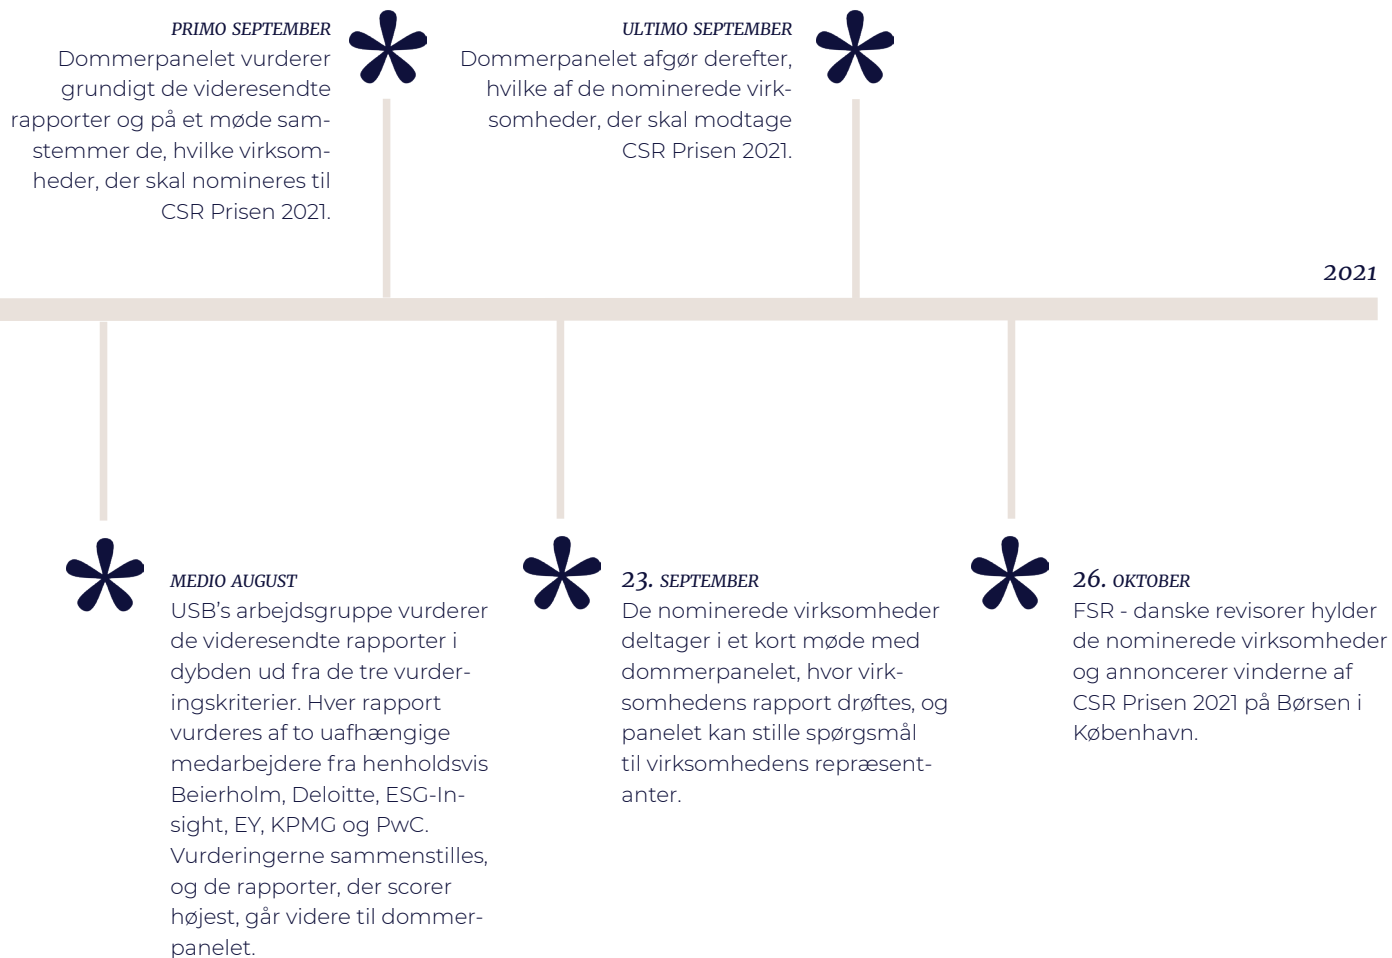 PRIMO SEPTEMBER
Dommerpanelet vurderer
grundigt de videresendte
rapporter og på et møde sam-
stemmer de, hvilke virksom-
heder, der skal nomineres til
CSR Prisen 2021.
ULTIMO SEPTEMBER
Dommerpanelet afgør derefter,
hvilke af de nominerede virk-
somheder, der skal modtage
CSR Prisen 2021.
2021
MEDIO AUGUST
USB’s arbejdsgruppe vurderer
de videresendte rapporter i
dybden ud fra de tre vurder-
ingskriterier. Hver rapport
vurderes af to uafhængige
medarbejdere fra henholdsvis
Beierholm, Deloitte, ESG-In-
sight, EY, KPMG og PwC.
Vurderingerne sammenstilles,
og de rapporter, der scorer
højest, går videre til dommer-
panelet.
23. SEPTEMBER
De nominerede virksomheder
deltager i et kort møde med
dommerpanelet, hvor virk-
somhedens rapport drøftes, og
panelet kan stille spørgsmål
til virksomhedens repræsent-
anter.
26. OKTOBER
FSR - danske revisorer hylder
de nominerede virksomheder
og annoncerer vinderne af
CSR Prisen 2021 på Børsen i
København.